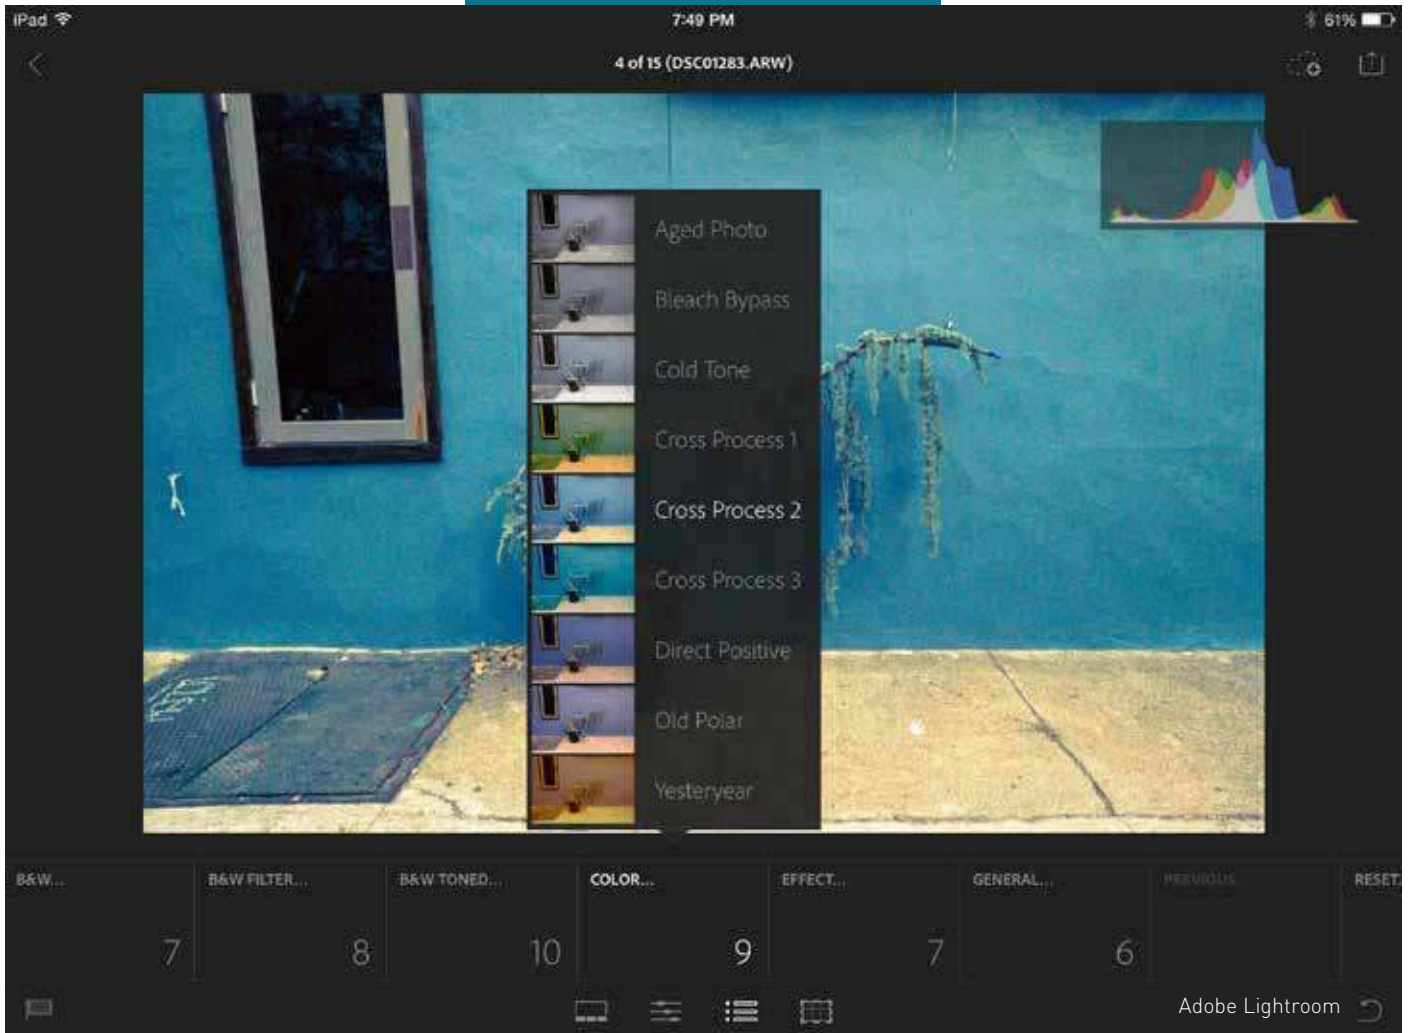 iPad
7:49 PM
61%
4 of 15 (DSC01283.ARW)
Aged Photo
Bleach Bypass
Cold Tone
Cross Process 1
Cross Process 2
Cross Process 3
Direct Positive
Old Polar
Yesteryear
B&W...
B&W FILTER...
B&W TONED...
COLOR...
EFFECT...
GENERAL...
PREVIOUS...
RESET.
7
8
10
9
7
6
Adobe Lightroom